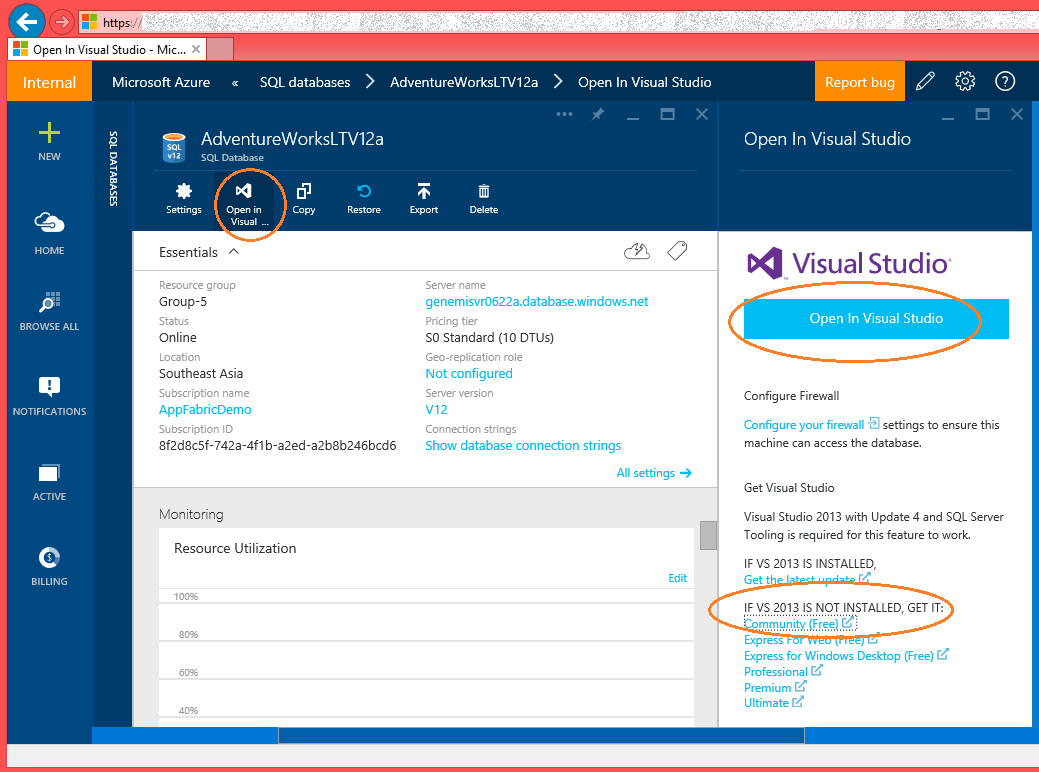 https://
Open In Visual Studio - Mic...
Internal
Microsoft Azure « SQL databases > AdventureWorksLTV12a > Open In Visual Studio
Report bug
NEW
HOME
BROWSE ALL
NOTIFICATIONS
ACTIVE
BILLING
SQL DATABASES
SQL
v12
AdventureWorksLTV12a
SQL Database
Settings
Open in
Visual ...
Copy
Restore
Export
Delete
Essentials
Resource group
Group-5
Status
Online
Location
Southeast Asia
Subscription name
AppFabricDemo
Subscription ID
8f2d8c5f-742a-4f1b-a2ed-a2b8b246bcd6
Server name
genemisvr0622a.database.windows.net
Pricing tier
S0 Standard (10 DTUs)
Geo-replication role
Not configured
Server version
V12
Connection strings
Show database connection strings
All settings →
Monitoring
Resource Utilization
Edit
100%
80%
60%
40%
Open In Visual Studio
Visual Studio
Open In Visual Studio
Configure Firewall
Configure your firewall settings to ensure this
machine can access the database.
Get Visual Studio
Visual Studio 2013 with Update 4 and SQL Server
Tooling is required for this feature to work.
IF VS 2013 IS INSTALLED,
Get the latest update
IF VS 2013 IS NOT INSTALLED, GET IT:
Community (Free)
Express For Web (Free)
Express for Windows Desktop (Free)
Professional
Premium
Ultimate